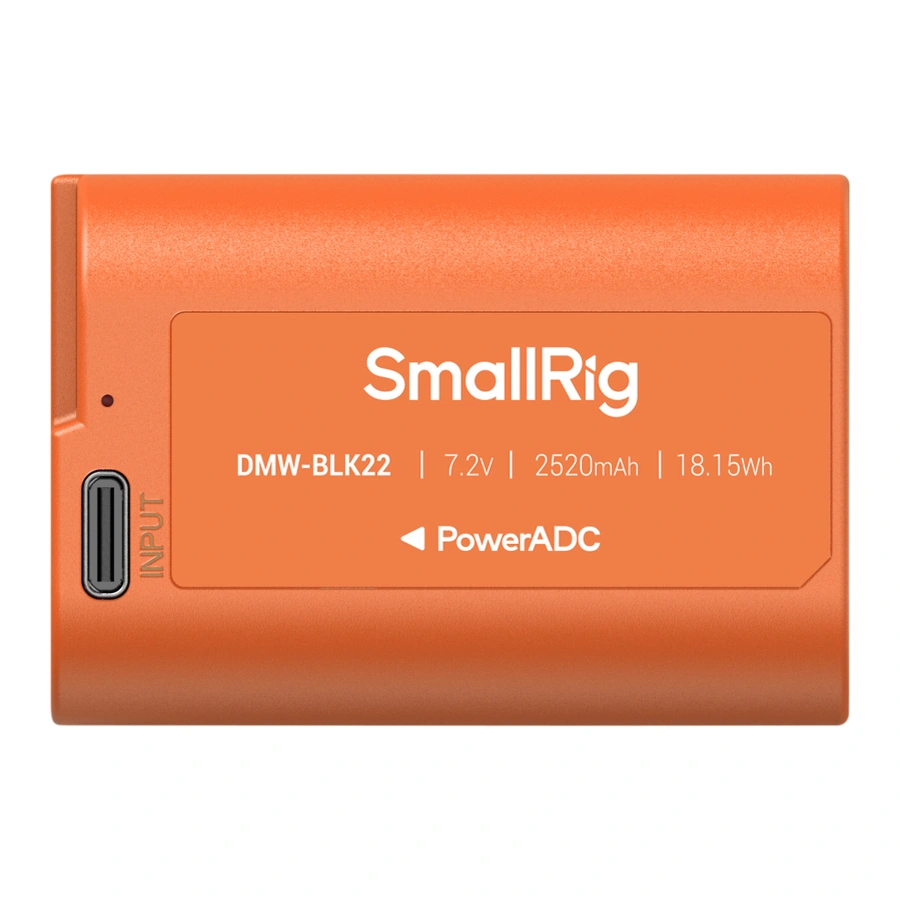 SmallRig
DMW-BLK22 | 7.2V | 2520mAh | 18.15Wh
◀ PowerADC
INPUT